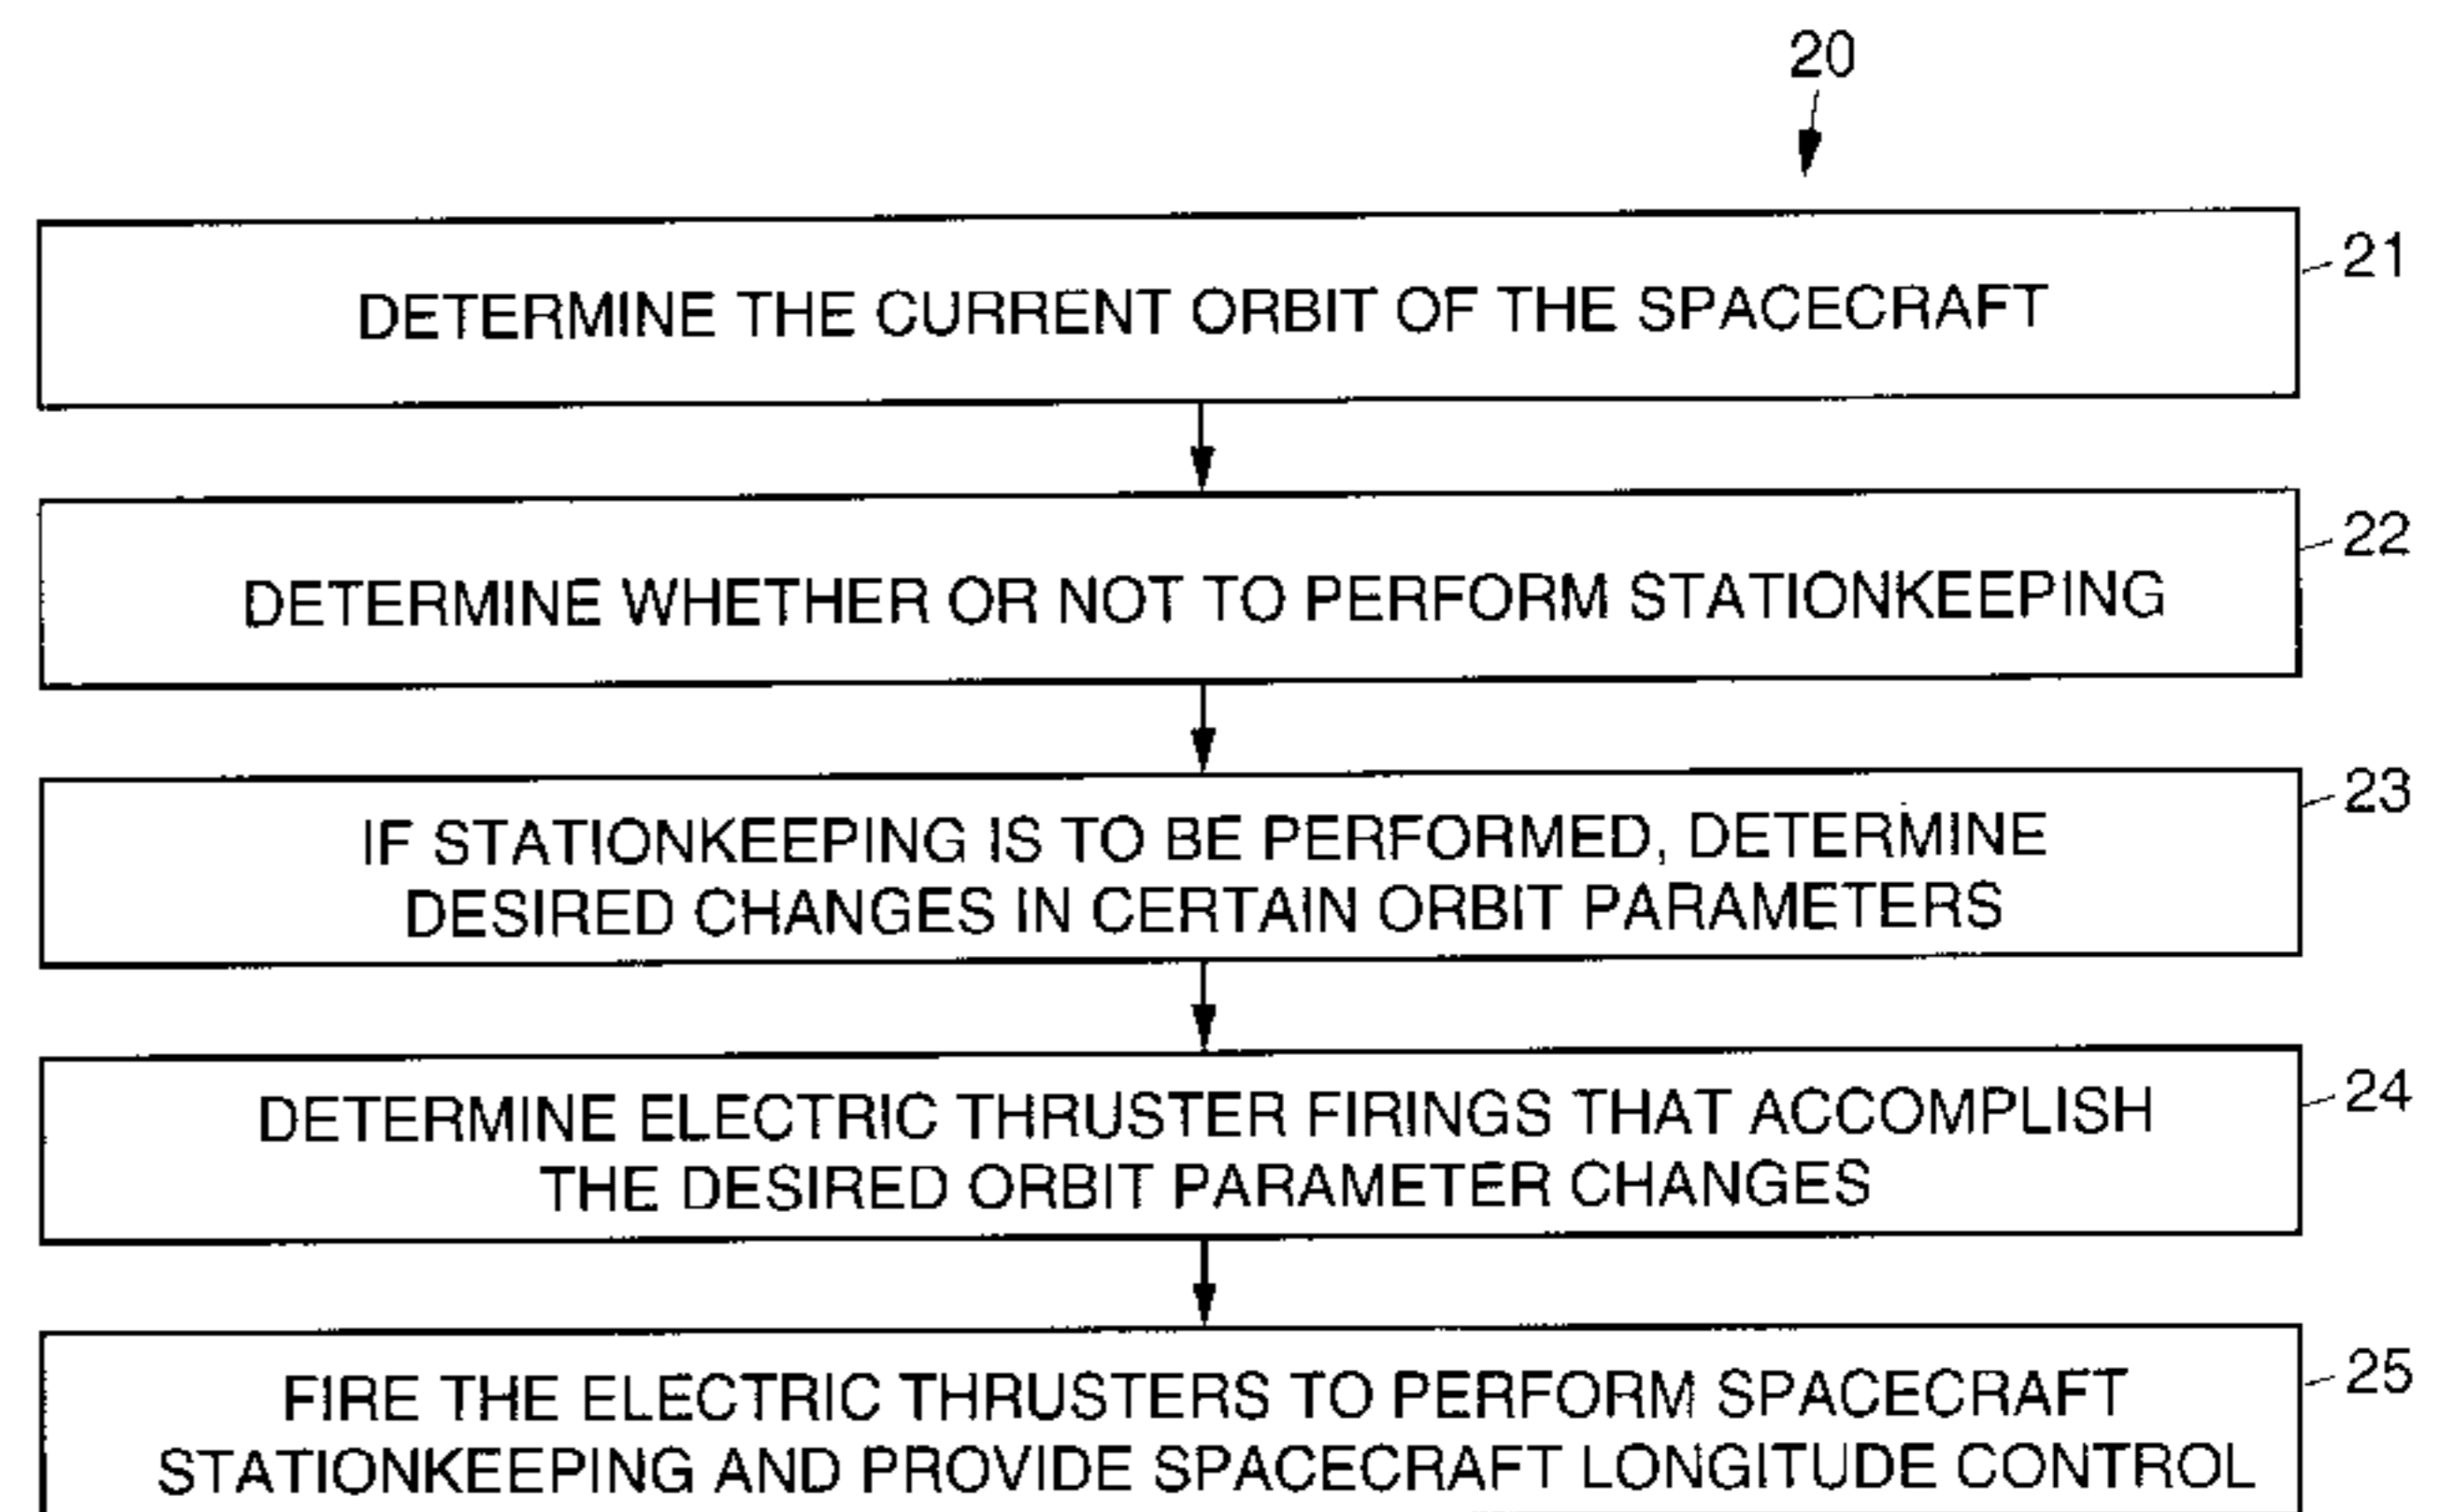 20
21
DETERMINE THE CURRENT ORBIT OF THE SPACECRAFT
22
DETERMINE WHETHER OR NOT TO PERFORM STATIONKEEPING
23
IF STATIONKEEPING IS TO BE PERFORMED, DETERMINE
DESIRED CHANGES IN CERTAIN ORBIT PARAMETERS
24
DETERMINE ELECTRIC THRUSTER FIRINGS THAT ACCOMPLISH
THE DESIRED ORBIT PARAMETER CHANGES
25
FIRE THE ELECTRIC THRUSTERS TO PERFORM SPACECRAFT
STATIONKEEPING AND PROVIDE SPACECRAFT LONGITUDE CONTROL